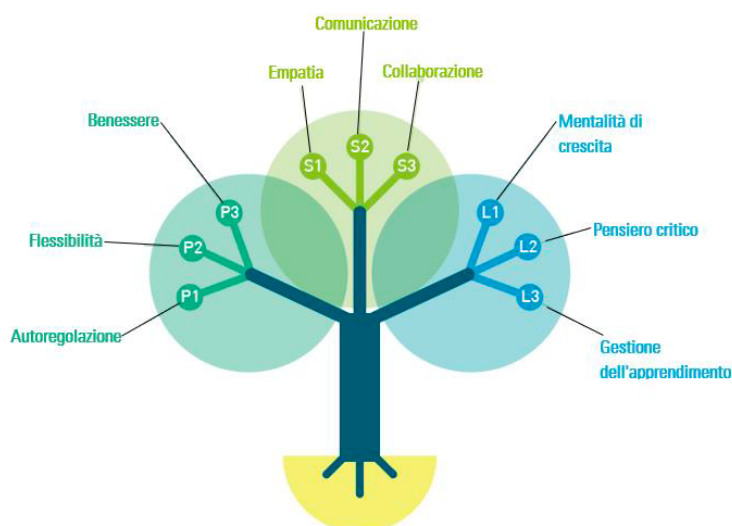 Comunicazione
Empatia
Collaborazione
Benessere
Mentalità di
crescita
S2
S1
S3
P3
L1
Flessibilità
P2
L2
Pensiero critico
P1
L3
Autoregolazione
Gestione
dell'apprendimento